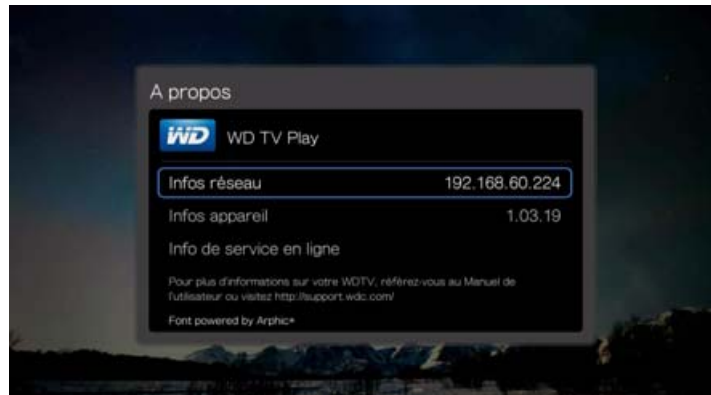 A propos
WD WD TV Play
Infos réseau 192.168.60.224
Infos appareil 1.03.19
Info de service en ligne
Pour plus d'informations sur votre WDTV, référez-vous au Manuel de
l'utilisateur ou visitez http://support.wdc.com/
Font powered by Arphic+